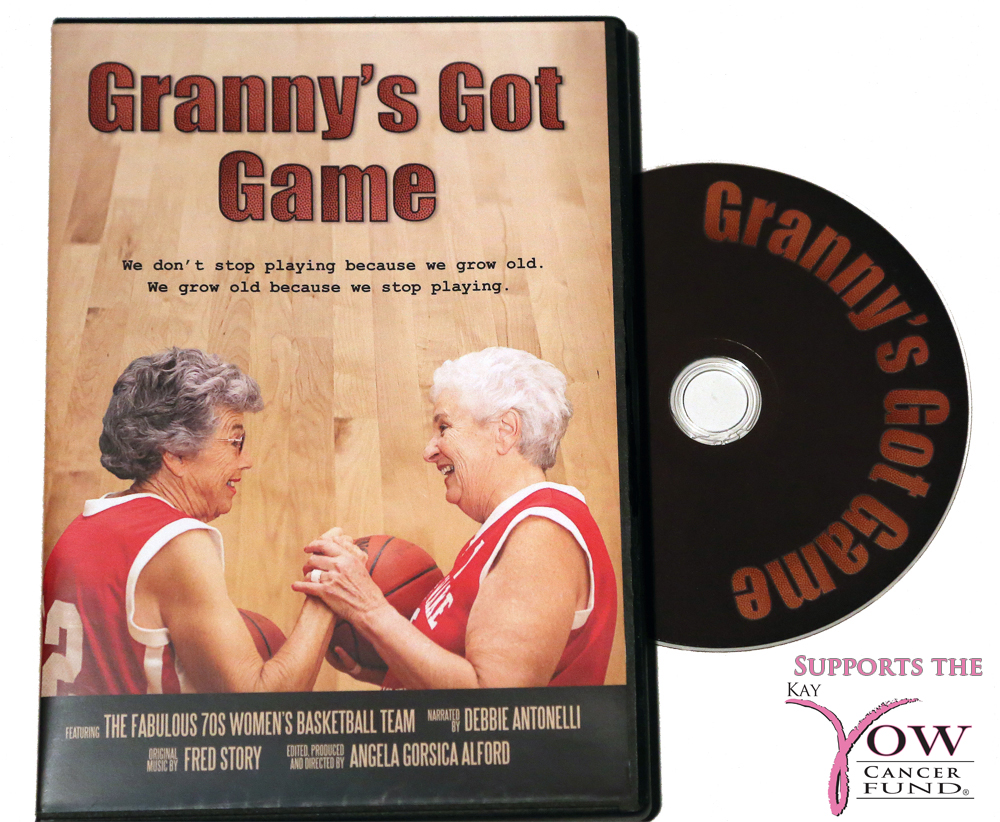 Granny's Got
Game
We don't stop playing because we grow old.
We grow old because we stop playing.
FEATURING THE FABULOUS 70S WOMEN'S BASKETBALL TEAM NARRATED BY DEBBIE ANTONELLI
ORIGINAL MUSIC BY FRED STORY EDITED, PRODUCED AND DIRECTED BY ANGELA GORSICA ALFORD
Granny's Got Game
SUPPORTS THE
KAY
YOW
CANCER
FUND®